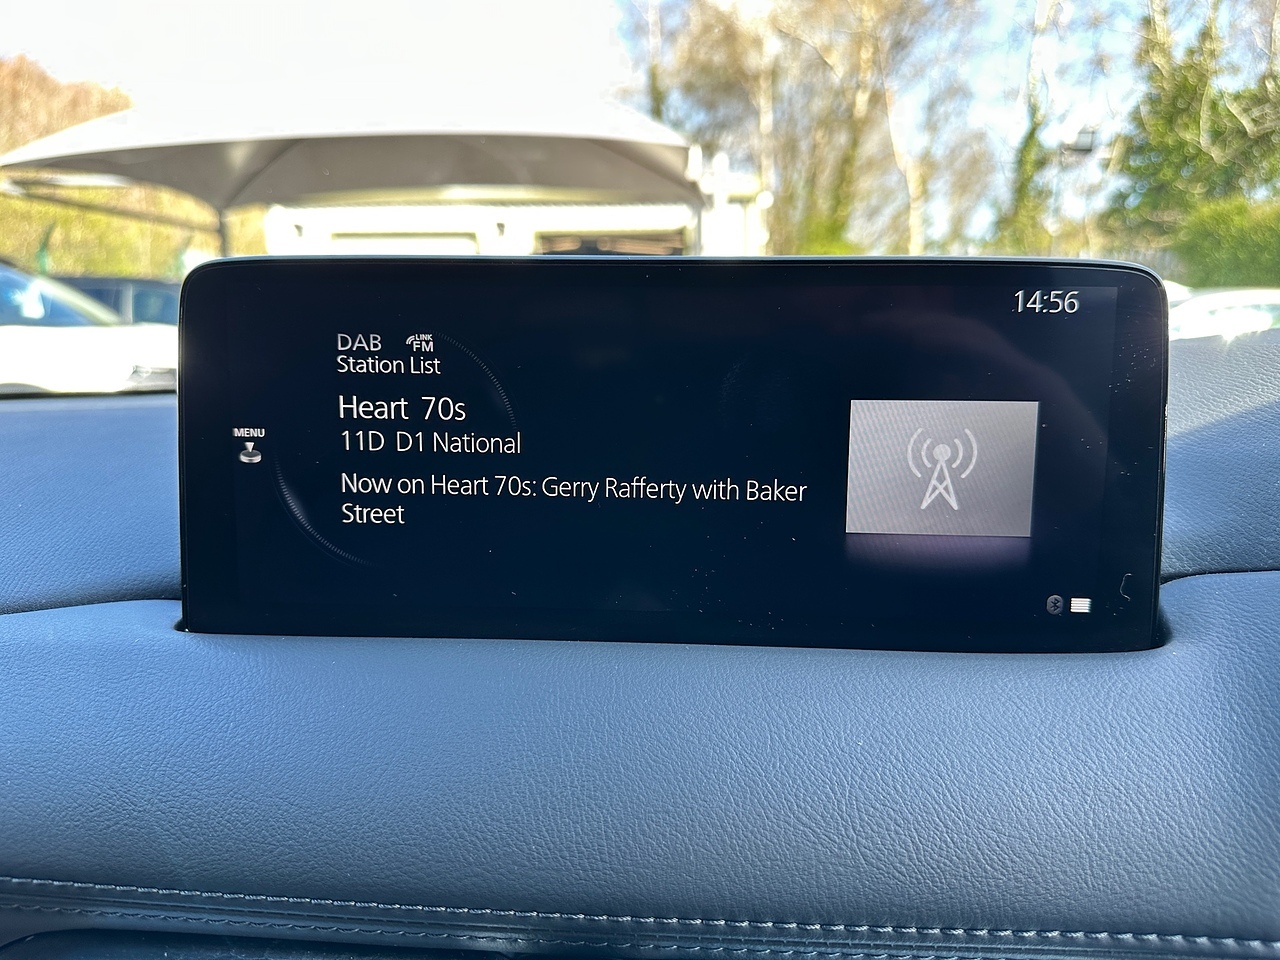 14:56
DAB LINK FM
Station List
Heart 70s
11D D1 National
MENU
Now on Heart 70s: Gerry Rafferty with Baker
Street